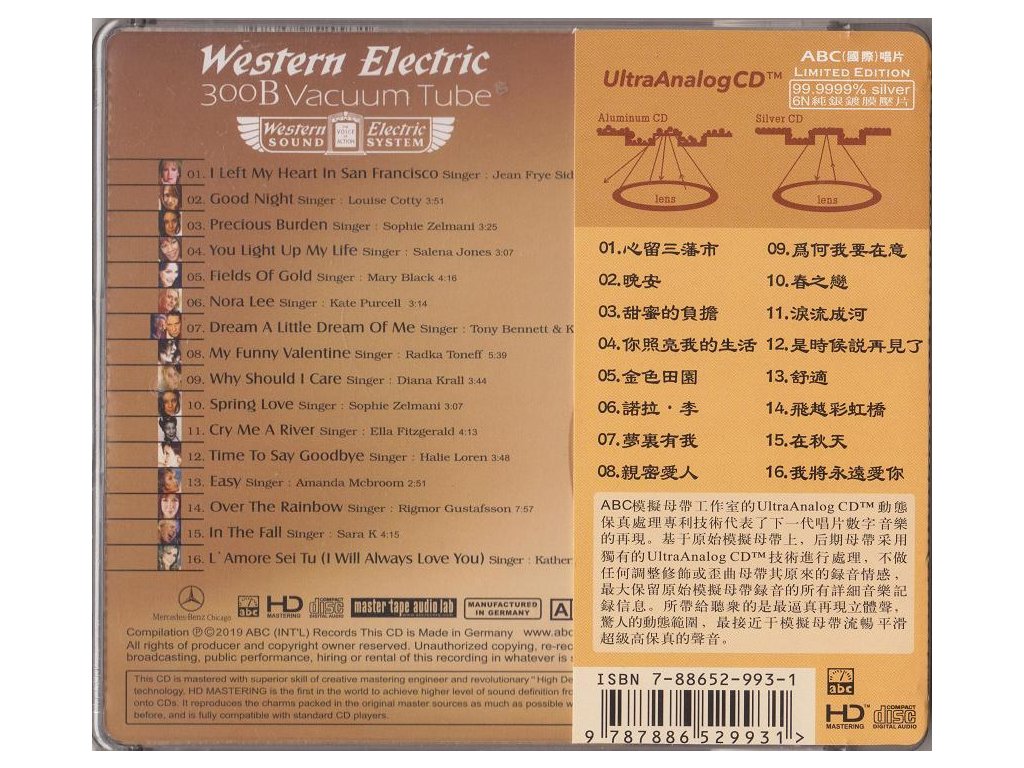 Western Electric
300B Vacuum Tube
Western Electric
SOUND SYSTEM
THE VOICE OF ACTION
01. I Left My Heart In San Francisco Singer : Jean Frye Sid
02. Good Night Singer : Louise Cotty 3:51
03. Precious Burden Singer : Sophie Zelmani 3:25
04. You Light Up My Life Singer : Salena Jones 3:07
05. Fields Of Gold Singer : Mary Black 4:16
06. Nora Lee Singer : Kate Purcell 3:14
07. Dream A Little Dream Of Me Singer : Tony Bennett & K
08. My Funny Valentine Singer : Radka Toneff 5:39
09. Why Should I Care Singer : Diana Krall 3:44
10. Spring Love Singer : Sophie Zelmani 3:07
11. Cry Me A River Singer : Ella Fitzgerald 4:13
12. Time To Say Goodbye Singer : Halie Loren 3:48
13. Easy Singer : Amanda Mcbroom 2:51
14. Over The Rainbow Singer : Rigmor Gustafsson 7:57
15. In The Fall Singer : Sara K 4:15
16. L'Amore Sei Tu (I Will Always Love You) Singer : Kather
Mercedes-Benz Chicago
abc
HD MASTERING
COMPACT disc DIGITAL AUDIO
master tape audio lab
MANUFACTURED IN GERMANY
Compilation ℗©2019 ABC (INT'L) Records This CD is Made in Germany www.abc
All rights of producer and copyright owner reserved. Unauthorized copying, re-rec
broadcasting, public performance, hiring or rental of this recording in whatever is s
This CD is mastered with superior skill of creative mastering engineer and revolutionary " High De
technology, HD MASTERING is the first in the world to achieve higher level of sound definition fro
onto CDs. It reproduces the charms packed in the original master sources as much as possible w
before, and is fully compatible with standard CD players.
UltraAnalogCD™
ABC(國際)唱片
LIMITED EDITION
99.9999% silver
6N純銀鍍膜壓片
Aluminum CD
Silver CD
lens
lens
01.心留三藩市
02.晚安
03.甜蜜的負擔
04.你照亮我的生活
05.金色田園
06.諾拉·李
07.夢裏有我
08.親密愛人
09.爲何我要在意
10.春之戀
11.淚流成河
12.是時候説再見了
13.舒適
14.飛越彩虹橋
15.在秋天
16.我將永遠愛你
ABC模擬母帶工作室的UltraAnalog CD™動態
保真處理專利技術代表了下一代唱片數字音樂
的再現。基于原始模擬母帶上，后期母帶采用
獨有的UltraAnalog CD™技術進行處理，不做
任何調整修飾或歪曲母帶其原來的録音情感，
最大保留原始模擬母帶録音的所有詳細音樂記
録信息。所帶給聽衆的是最逼真再現立體聲，
驚人的動態範圍，最接近于模擬母帶流暢平滑
超級高保真的聲音。
ISBN 7-88652-993-1
9 787886 529931 >
abc
HD™ MASTERING
COMPACT disc DIGITAL AUDIO